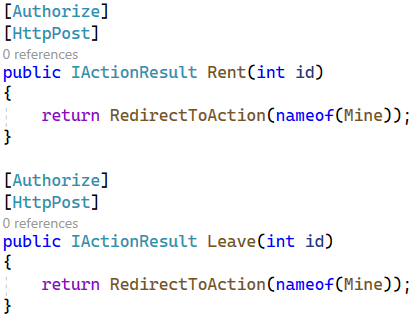 [Authorize]
[HttpPost]
0 references
public IActionResult Rent(int id)
{
    return RedirectToAction(nameof(Mine));
}

[Authorize]
[HttpPost]
0 references
public IActionResult Leave(int id)
{
    return RedirectToAction(nameof(Mine));
}